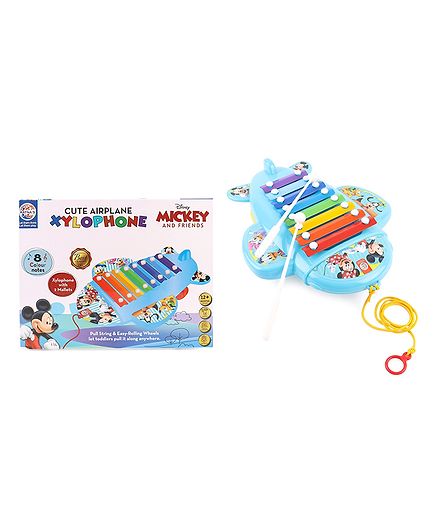 CUTE AIRPLANE
XYLOPHONE
Disney
MICKEY
AND FRIENDS
8
Colour
notes
Xylophone
with
2 Mallets
12+
Pull String & Easy-Rolling Wheels
let toddlers pull it along anywhere.